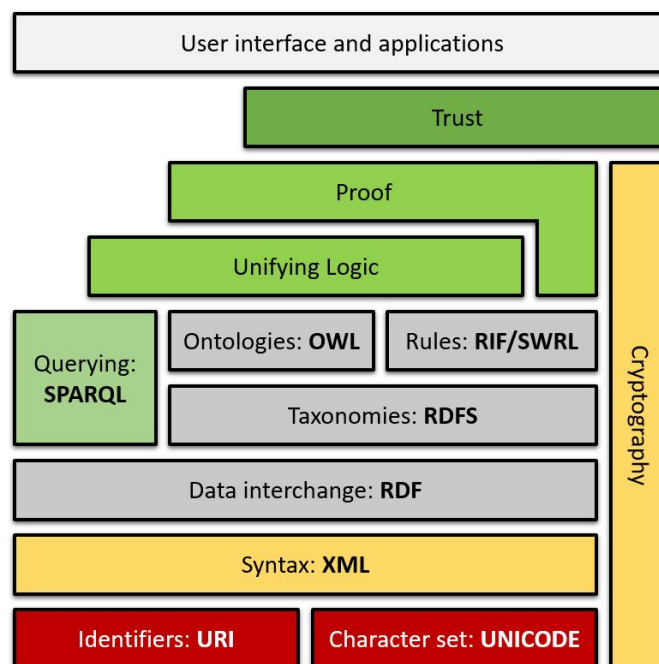 User interface and applications
Trust
Proof
Unifying Logic
Querying:
SPARQL
Ontologies: OWL
Rules: RIF/SWRL
Cryptography
Taxonomies: RDFS
Data interchange: RDF
Syntax: XML
Identifiers: URI
Character set: UNICODE